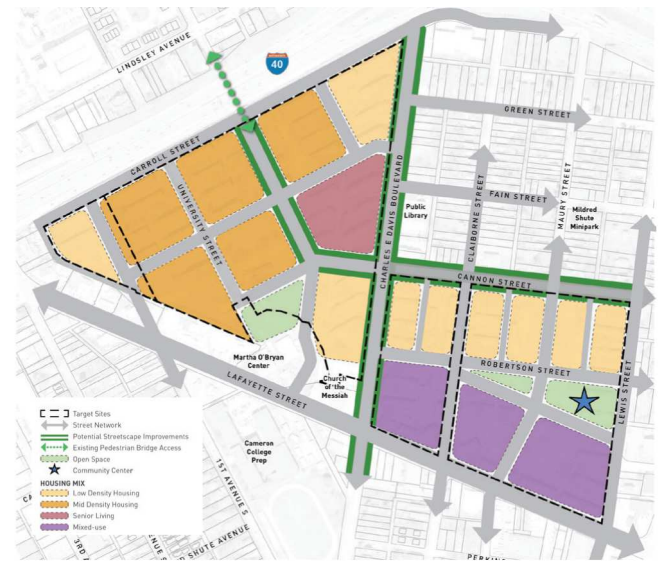 LINDSLEY AVENUE
40
CARROLL STREET
GREEN STREET
UNIVERSITY STREET
CHARLES E DAVIS BOULEVARD
CLAIBORNE STREET
MAURY STREET
FAIN STREET
Public
Library
Mildred
Shute
Minipark
CANNON STREET
ROBERTSON STREET
LEWIS STREET
Martha O'Bryan
Center
Church
of the
Messiah
LAFAYETTE STREET
Cameron
College
Prep
Target Sites
Street Network
Potential Streetscape Improvements
Existing Pedestrian Bridge Access
Open Space
Community Center
HOUSING MIX
Low Density Housing
Mid Density Housing
Senior Living
Mixed-use
1ST AVENUE S
SHUTE AVENUE
3RD